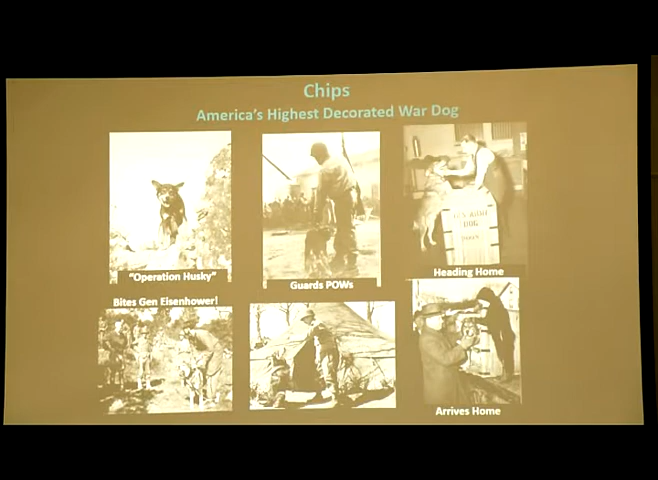 Chips
America's Highest Decorated War Dog
"Operation Husky"
Guards POWs
Heading Home
Bites Gen Eisenhower!
Arrives Home